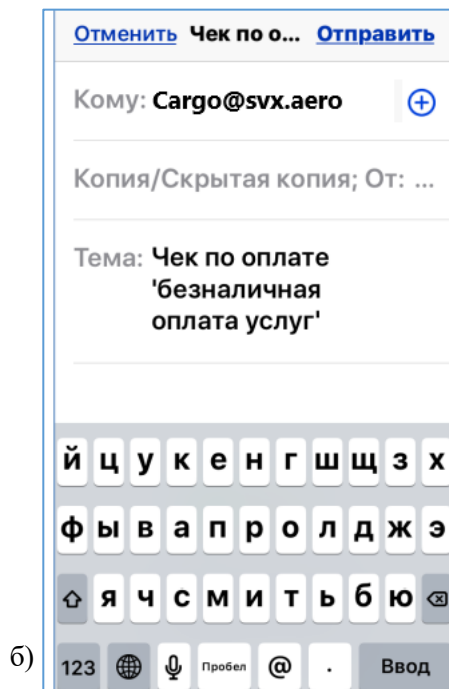 Отменить Чек по о... Отправить
Кому: Cargo@svx.aero
Копия/Скрытая копия; От: ...
Тема: Чек по оплате
'безналичная
оплата услуг'
й ц у к е н г ш щ з х
ф ы в а п р о л д ж э
я ч с м и т ь б ю
б) 123 Пробел @ . Ввод